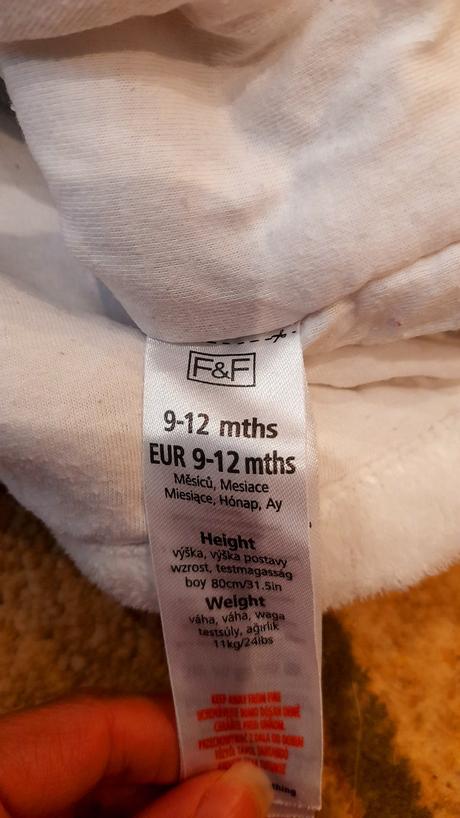 F&F
9-12 mths
EUR 9-12 mths
Měsíců, Mesiace
Miesiące, Hónap, Ay
Height
výška, výška postavy
wzrost, testmagasság
boy 80cm/31.5in
Weight
váha, váha, waga
testsúly, ağırlık
11kg/24lbs
KEEP AWAY FROM FIRE